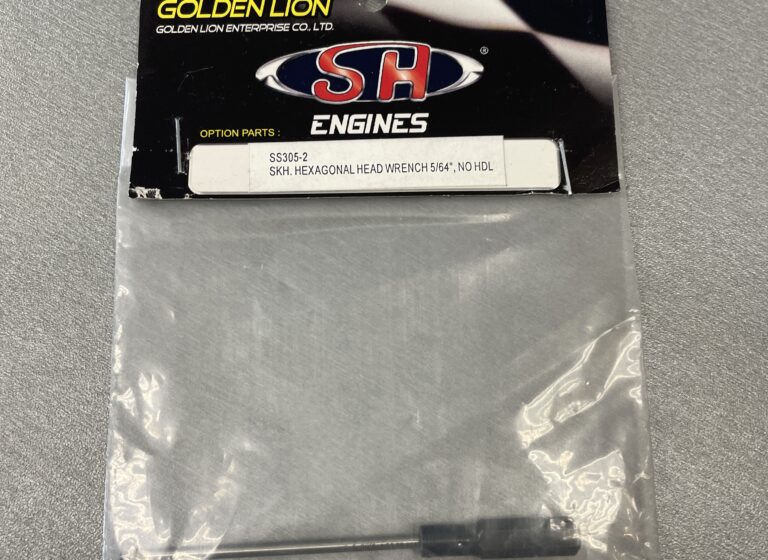 GOLDEN LION
GOLDEN LION ENTERPRISE CO., LTD.
SH ®
ENGINES
OPTION PARTS :
SS305-2
SKH. HEXAGONAL HEAD WRENCH 5/64", NO HDL